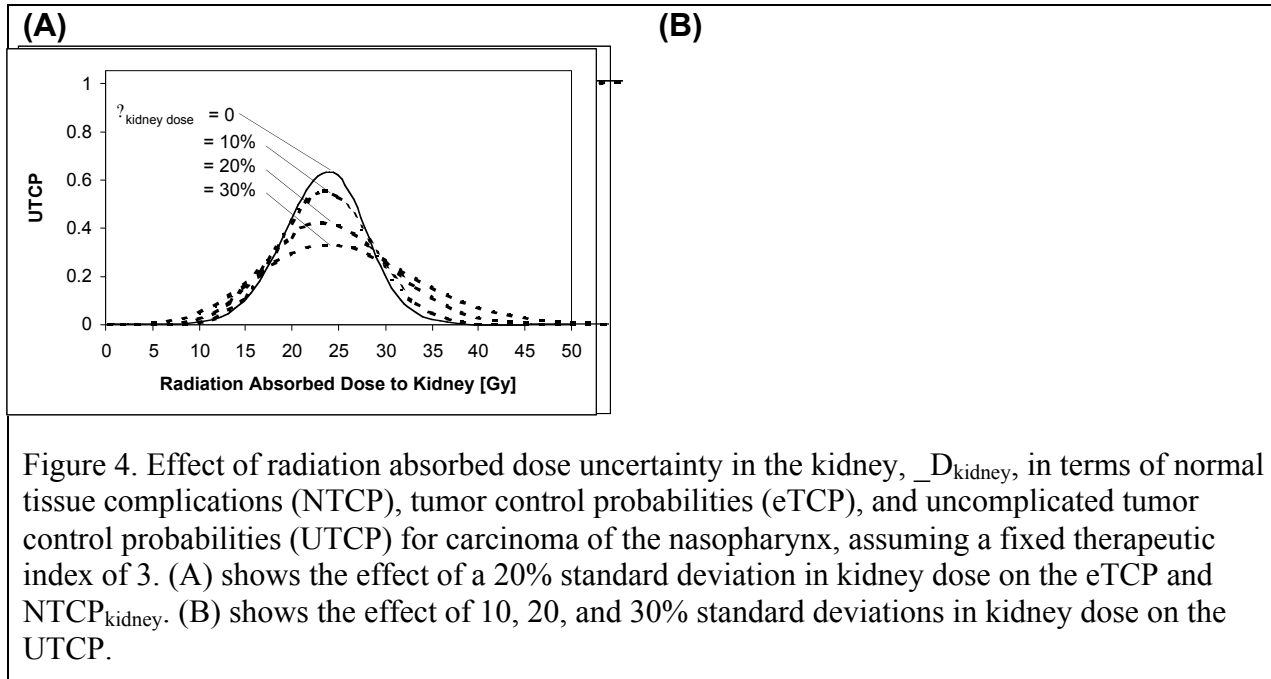 (A) (B)
1
?kidney dose = 0
0.8
= 10%
= 20%
0.6
= 30%
UTCP
0.4
0.2
0
0 5 10 15 20 25 30 35 40 45 50
Radiation Absorbed Dose to Kidney [Gy]
Figure 4. Effect of radiation absorbed dose uncertainty in the kidney, _Dkidney, in terms of normal
tissue complications (NTCP), tumor control probabilities (eTCP), and uncomplicated tumor
control probabilities (UTCP) for carcinoma of the nasopharynx, assuming a fixed therapeutic
index of 3. (A) shows the effect of a 20% standard deviation in kidney dose on the eTCP and
NTCPkidney. (B) shows the effect of 10, 20, and 30% standard deviations in kidney dose on the
UTCP.